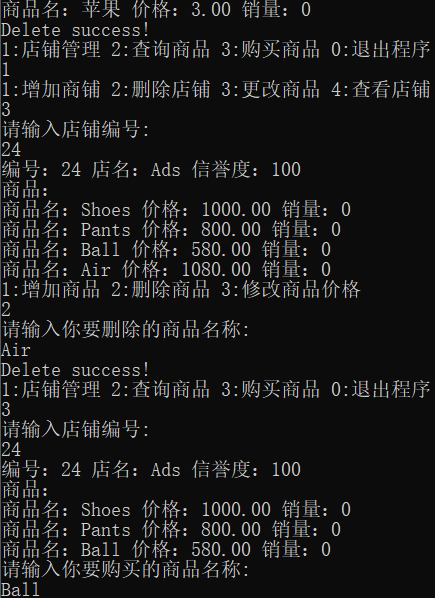 商品名：苹果 价格：3.00 销量：0
Delete success!
1:店铺管理 2:查询商品 3:购买商品 0:退出程序
1
1:增加商铺 2:删除店铺 3:更改商品 4:查看店铺
3
请输入店铺编号:
24
编号：24 店名：Ads 信誉度：100
商品：
商品名：Shoes 价格：1000.00 销量：0
商品名：Pants 价格：800.00 销量：0
商品名：Ball 价格：580.00 销量：0
商品名：Air 价格：1080.00 销量：0
1:增加商品 2:删除商品 3:修改商品价格
2
请输入你要删除的商品名称:
Air
Delete success!
1:店铺管理 2:查询商品 3:购买商品 0:退出程序
3
请输入店铺编号:
24
编号：24 店名：Ads 信誉度：100
商品：
商品名：Shoes 价格：1000.00 销量：0
商品名：Pants 价格：800.00 销量：0
商品名：Ball 价格：580.00 销量：0
请输入你要购买的商品名称:
Ball